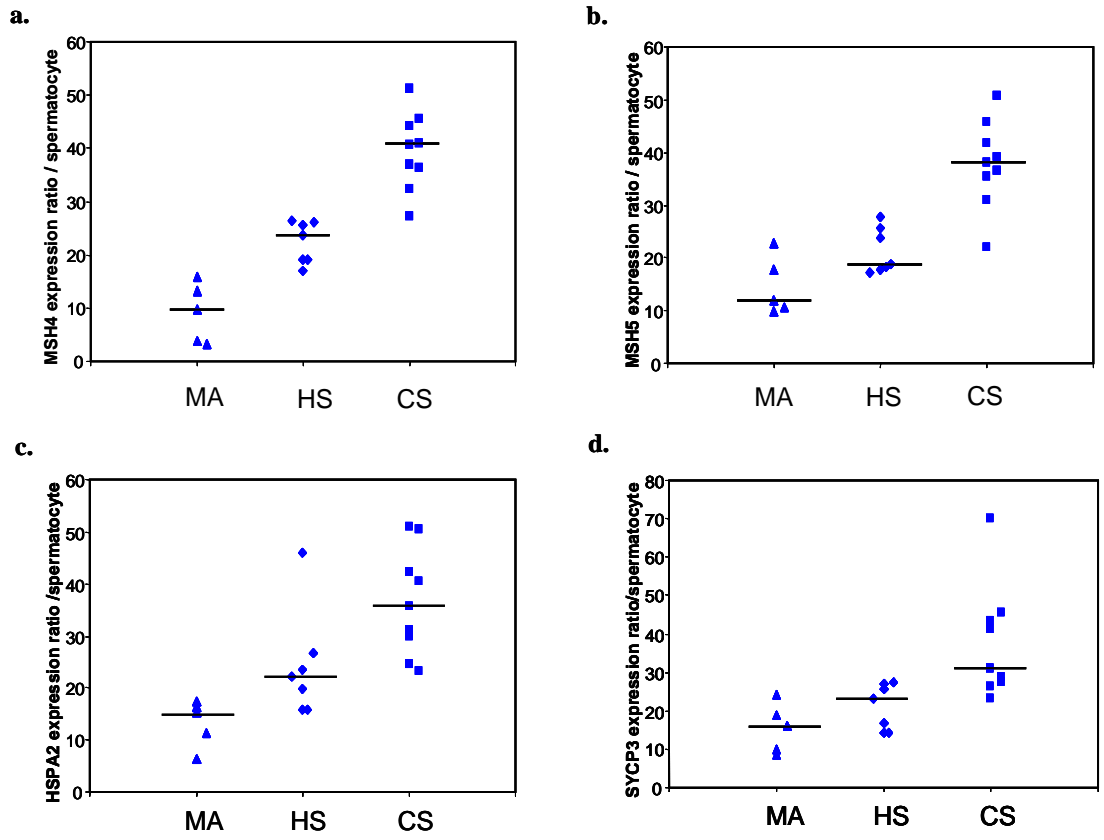 a.
MSH4 expression ratio / spermatocyte
60
50
40
30
20
10
0
MA HS CS
b.
MSH5 expression ratio / spermatocyte
60
50
40
30
20
10
0
MA HS CS
c.
HSPA2 expression ratio /spermatocyte
60
50
40
30
20
10
0
MA HS CS
d.
SYCP3 expression ratio/spermatocyte
80
70
60
50
40
30
20
10
0
MA HS CS